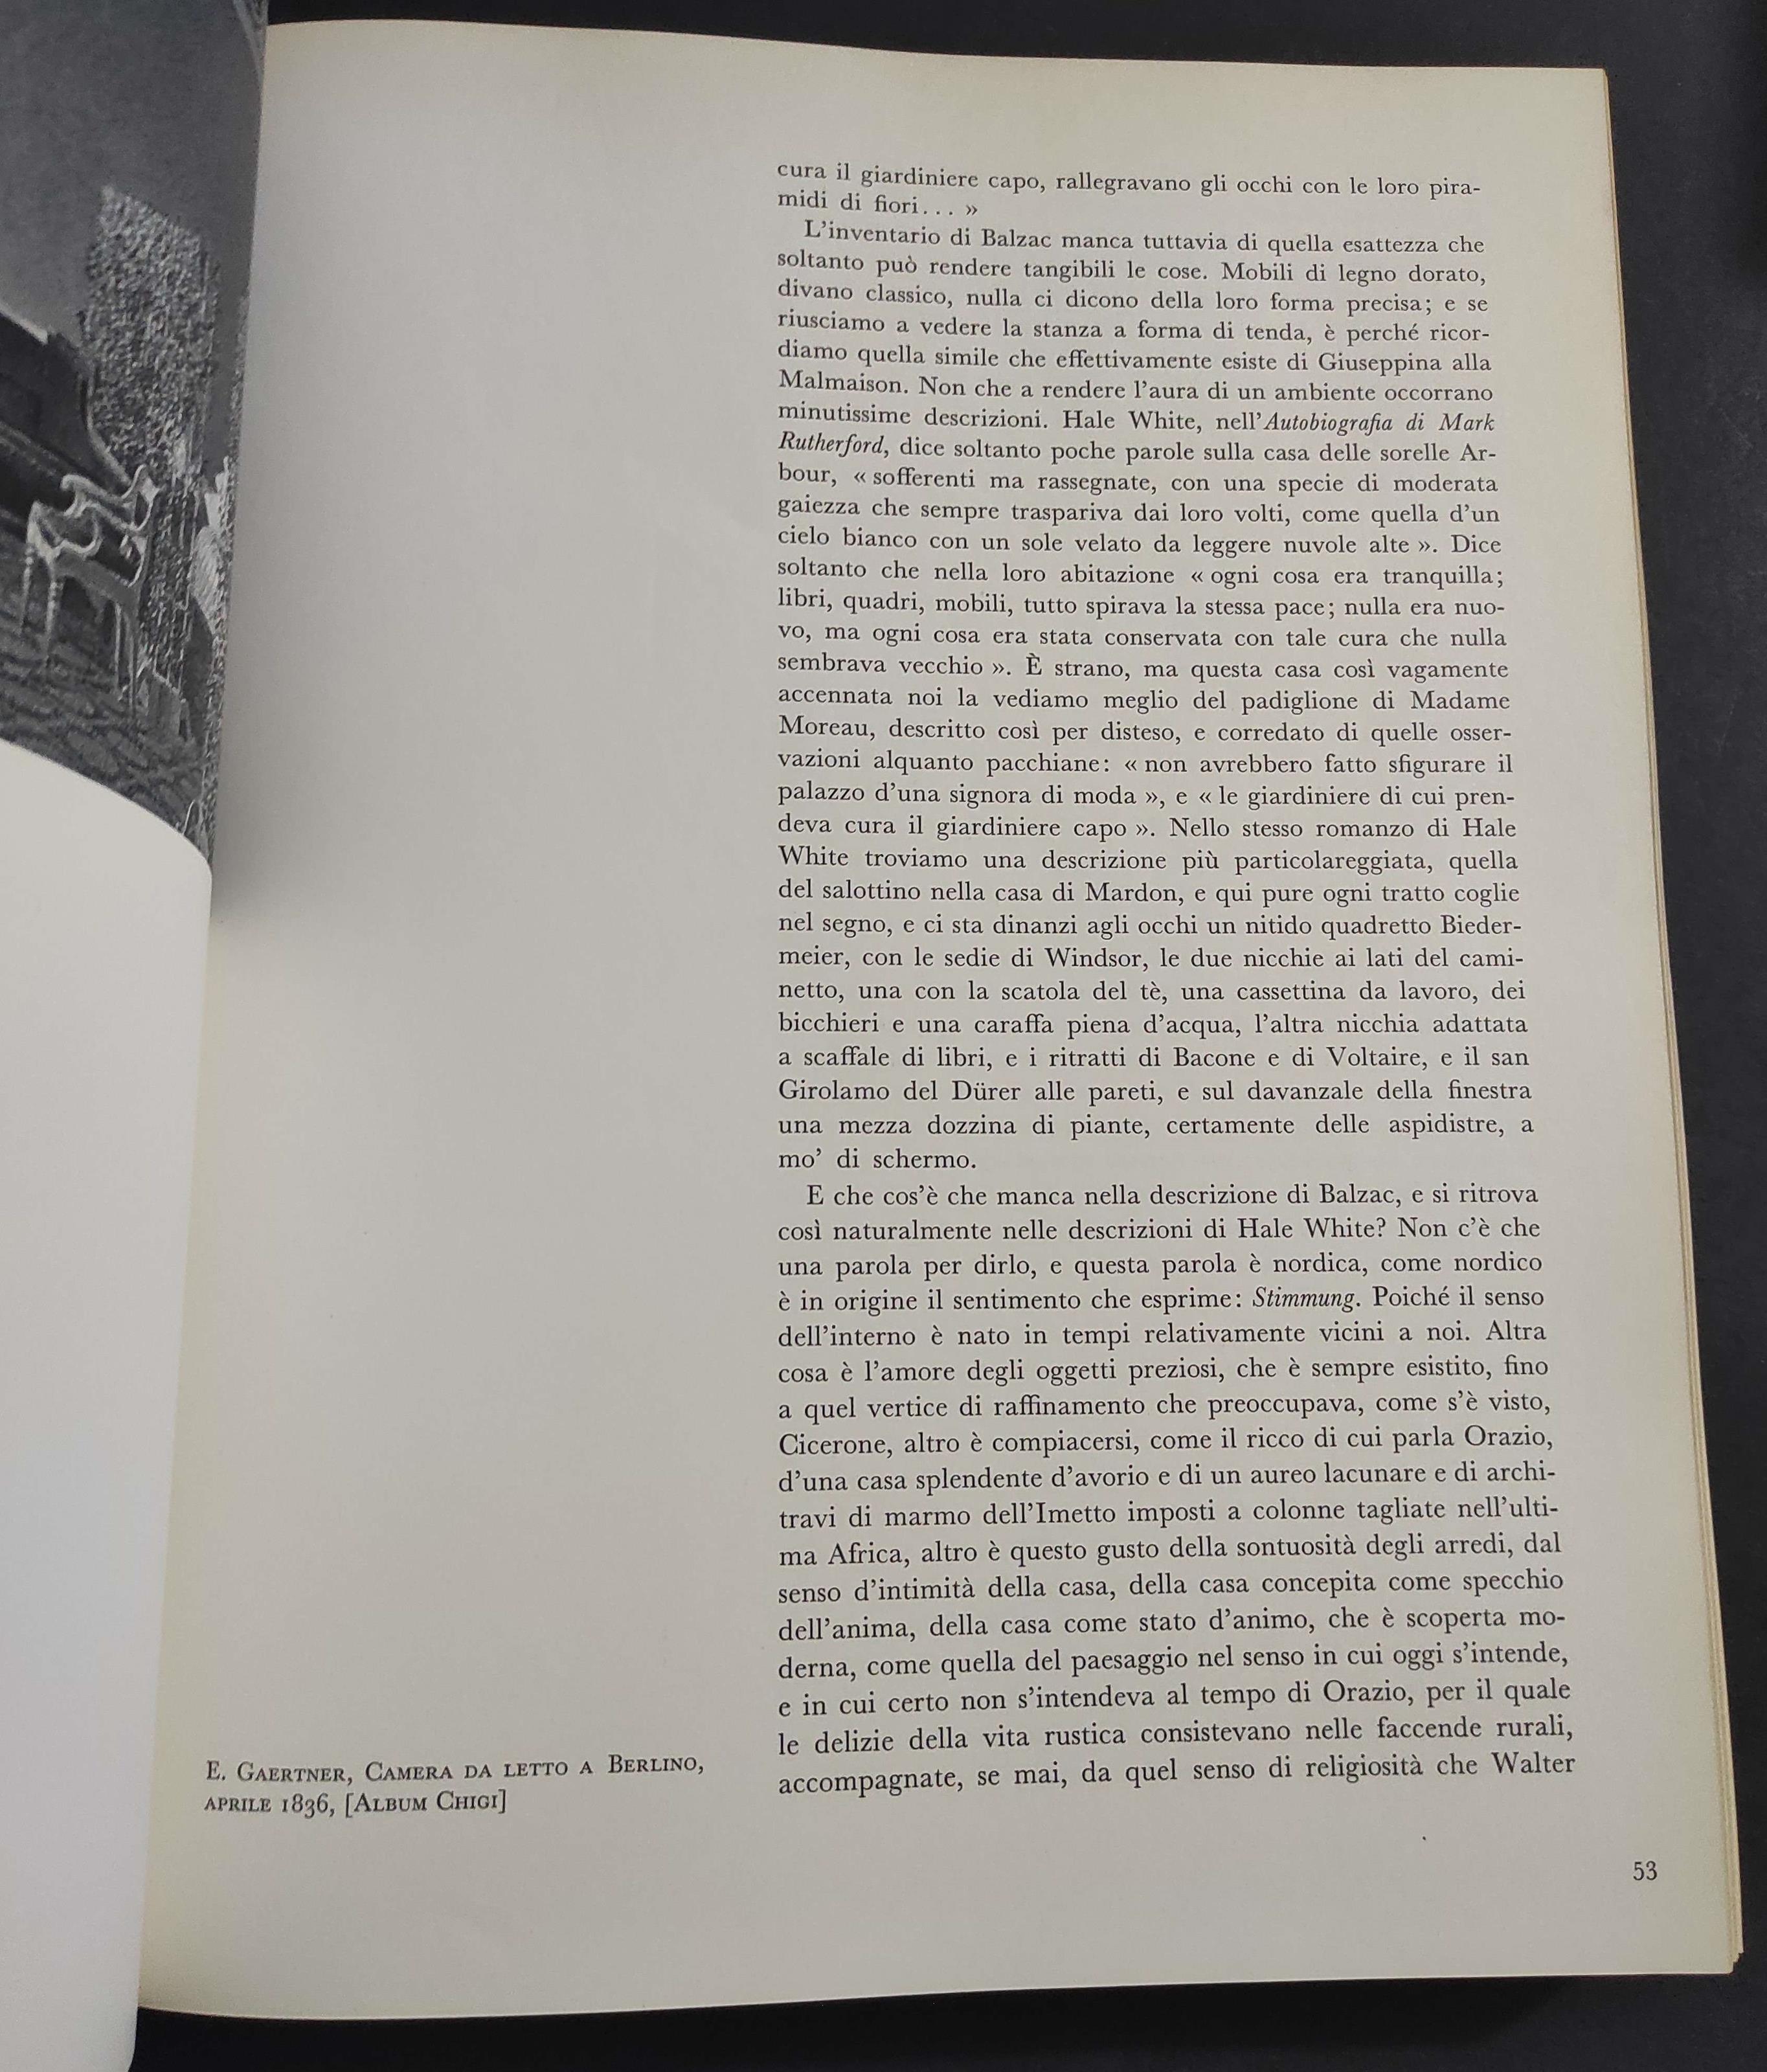 cura il giardiniere capo, rallegravano gli occhi con le loro pira-
midi di fiori... »
L'inventario di Balzac manca tuttavia di quella esattezza che
soltanto può rendere tangibili le cose. Mobili di legno dorato,
divano classico, nulla ci dicono della loro forma precisa; e se
riusciamo a vedere la stanza a forma di tenda, è perché ricor-
diamo quella simile che effettivamente esiste di Giuseppina alla
Malmaison. Non che a rendere l'aura di un ambiente occorrano
minutissime descrizioni. Hale White, nell'Autobiografia di Mark
Rutherford, dice soltanto poche parole sulla casa delle sorelle Ar-
bour, « sofferenti ma rassegnate, con una specie di moderata
gaiezza che sempre traspariva dai loro volti, come quella d'un
cielo bianco con un sole velato da leggere nuvole alte ». Dice
soltanto che nella loro abitazione « ogni cosa era tranquilla;
libri, quadri, mobili, tutto spirava la stessa pace; nulla era nuo-
vo, ma ogni cosa era stata conservata con tale cura che nulla
sembrava vecchio ». È strano, ma questa casa così vagamente
accennata noi la vediamo meglio del padiglione di Madame
Moreau, descritto così per disteso, e corredato di quelle osser-
vazioni alquanto pacchiane: « non avrebbero fatto sfigurare il
palazzo d'una signora di moda », e « le giardiniere di cui pren-
deva cura il giardiniere capo ». Nello stesso romanzo di Hale
White troviamo una descrizione più particolareggiata, quella
del salottino nella casa di Mardon, e qui pure ogni tratto coglie
nel segno, e ci sta dinanzi agli occhi un nitido quadretto Bieder-
meier, con le sedie di Windsor, le due nicchie ai lati del cami-
netto, una con la scatola del tè, una cassettina da lavoro, dei
bicchieri e una caraffa piena d'acqua, l'altra nicchia adattata
a scaffale di libri, e i ritratti di Bacone e di Voltaire, e il san
Girolamo del Dürer alle pareti, e sul davanzale della finestra
una mezza dozzina di piante, certamente delle aspidistre, a
mo' di schermo.
E che cos'è che manca nella descrizione di Balzac, e si ritrova
così naturalmente nelle descrizioni di Hale White? Non c'è che
una parola per dirlo, e questa parola è nordica, come nordico
è in origine il sentimento che esprime: Stimmung. Poiché il senso
dell'interno è nato in tempi relativamente vicini a noi. Altra
cosa è l'amore degli oggetti preziosi, che è sempre esistito, fino
a quel vertice di raffinamento che preoccupava, come s'è visto,
Cicerone, altro è compiacersi, come il ricco di cui parla Orazio,
d'una casa splendente d'avorio e di un aureo lacunare e di archi-
travi di marmo dell'Imetto imposti a colonne tagliate nell'ulti-
ma Africa, altro è questo gusto della sontuosità degli arredi, dal
senso d'intimità della casa, della casa concepita come specchio
dell'anima, della casa come stato d'animo, che è scoperta mo-
derna, come quella del paesaggio nel senso in cui oggi s'intende,
e in cui certo non s'intendeva al tempo di Orazio, per il quale
le delizie della vita rustica consistevano nelle faccende rurali,
accompagnate, se mai, da quel senso di religiosità che Walter
E. Gaertner, Camera da letto a Berlino,
aprile 1836, [Album Chigi]
53